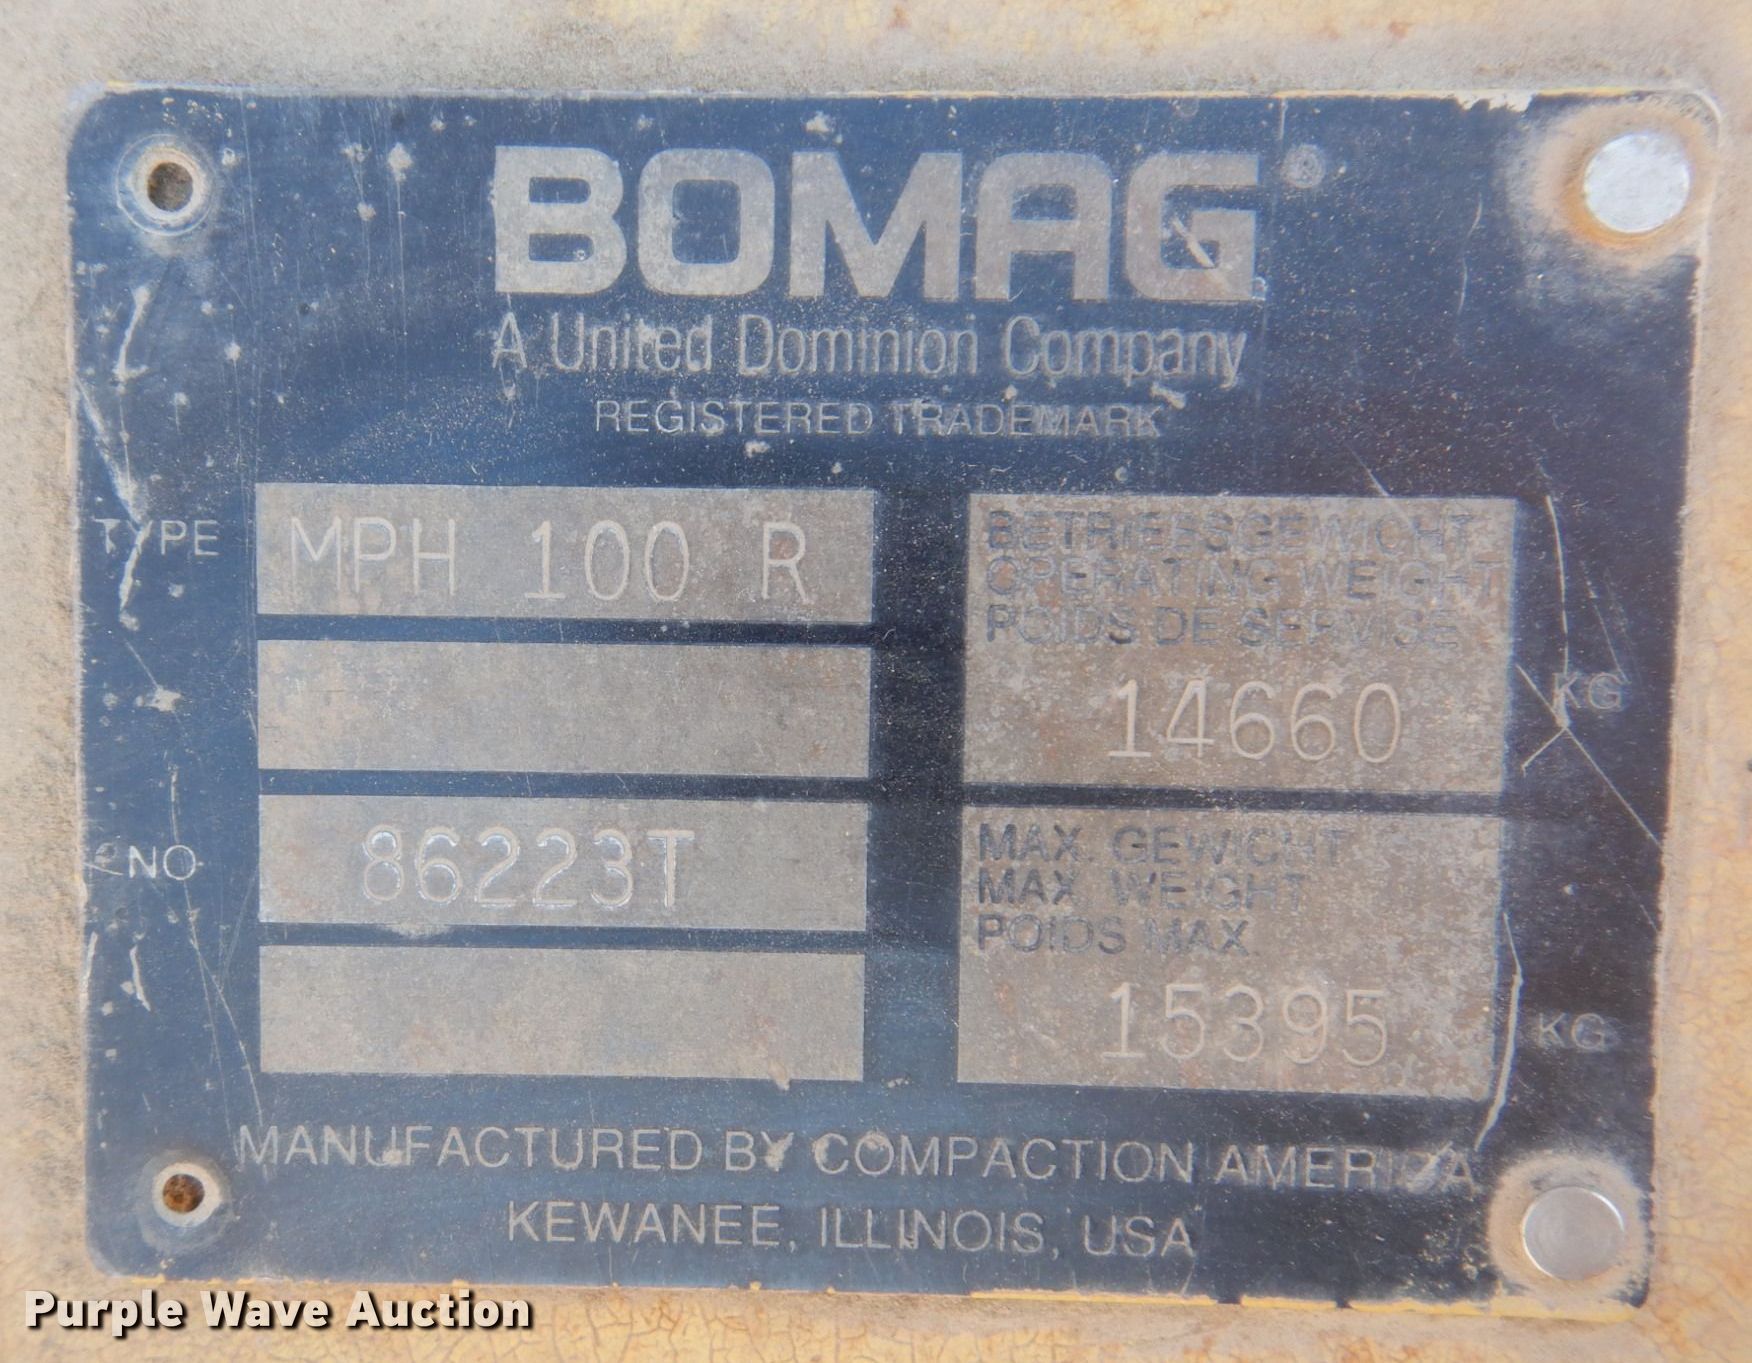 BOMAG®
A United Dominion Company
REGISTERED TRADEMARK
TYPE MPH 100 R
BETRIEBSGEWICHT
OPERATING WEIGHT
POIDS DE SERVISE
14660 KG
NO 86223T
MAX. GEWICHT
MAX. WEIGHT
POIDS MAX.
15395 KG
MANUFACTURED BY COMPACTION AMERICA
KEWANEE, ILLINOIS, USA
Purple Wave Auction